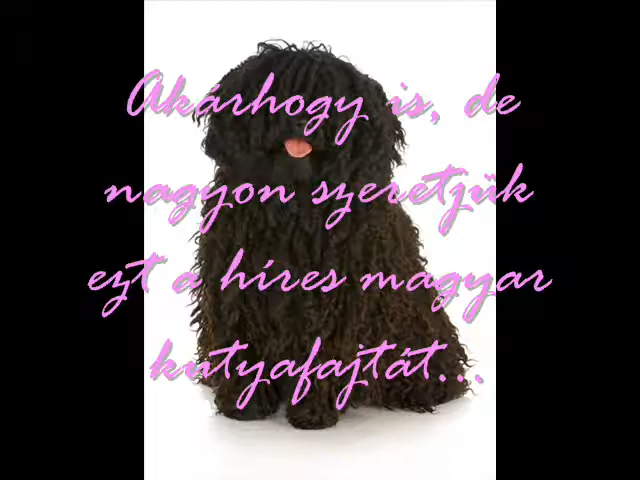 Akárhogy is, de
nagyon szeretjük
ezt a híres magyar
kutyafajtát...